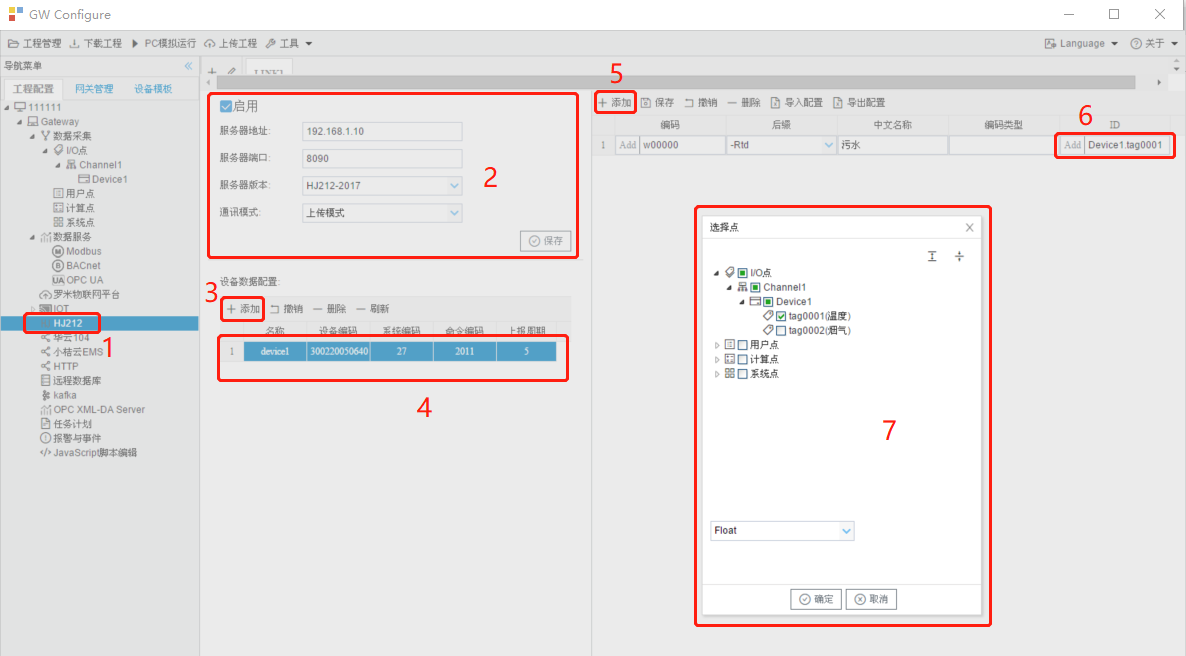 GW Configure
工程管理 下载工程 PC模拟运行 上传工程 工具 Language 关于
导航菜单
工程配置 网关管理 设备模板
111111
Gateway
数据采集
I/O点
Channel1
Device1
用户点
计算点
系统点
数据服务
Modbus
BACnet
OPC UA
罗米物联网平台
IOT
HJ212
华云104
小桔云EMS
HTTP
远程数据库
kafka
OPC XML-DA Server
任务计划
报警与事件
JavaScript脚本编辑
1
LINK1
启用
服务器地址: 192.168.1.10
服务器端口: 8090
服务器版本: HJ212-2017
通讯模式: 上传模式
保存
2
设备数据配置:
3
添加 撤销 删除 刷新
名称 设备编码 系统编码 命令编码 上报周期
1 device1 300220050640 27 2011 5
4
5
添加 保存 撤销 删除 导入配置 导出配置
编码 后缀 中文名称 编码类型 ID
6
1 Add w00000 -Rtd 污水 Add Device1.tag0001
选择点
I/O点
Channel1
Device1
tag0001(温度)
tag0002(烟气)
用户点
计算点
系统点
7
Float
确定 取消